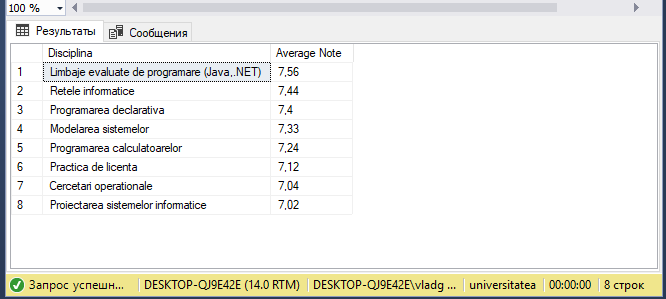 100 %
Результаты Сообщения
Disciplina Average Note
1 Limbaje evaluate de programare (Java,.NET) 7,56
2 Retele informatice 7,44
3 Programarea declarativa 7,4
4 Modelarea sistemelor 7,33
5 Programarea calculatoarelor 7,24
6 Practica de licenta 7,12
7 Cercetari operationale 7,04
8 Proiectarea sistemelor informatice 7,02
Запрос успешн... DESKTOP-QJ9E42E (14.0 RTM) DESKTOP-QJ9E42E\vladg ... universitatea 00:00:00 8 строк